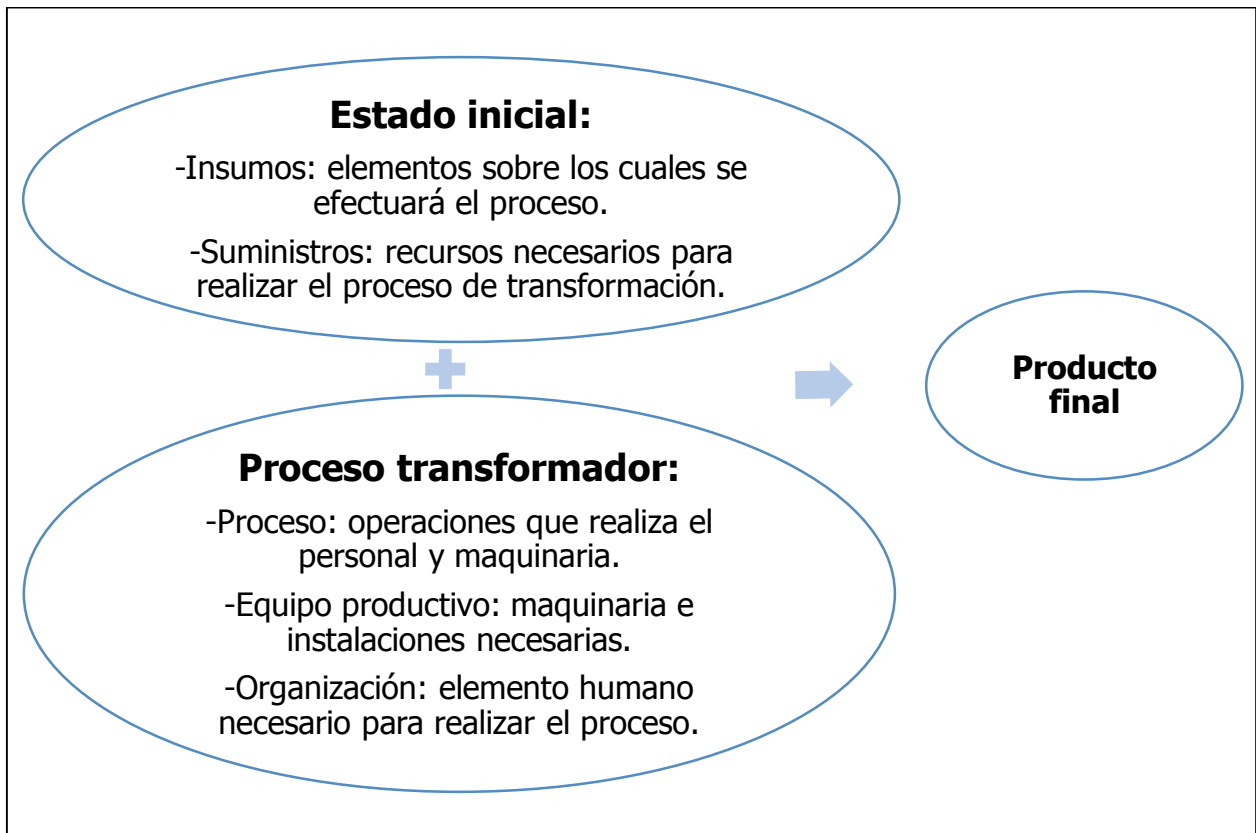 Estado inicial:
-Insumos: elementos sobre los cuales se
efectuará el proceso.
-Suministros: recursos necesarios para
realizar el proceso de transformación.
Proceso transformador:
-Proceso: operaciones que realiza el
personal y maquinaria.
-Equipo productivo: maquinaria e
instalaciones necesarias.
-Organización: elemento humano
necesario para realizar el proceso.
Producto
final